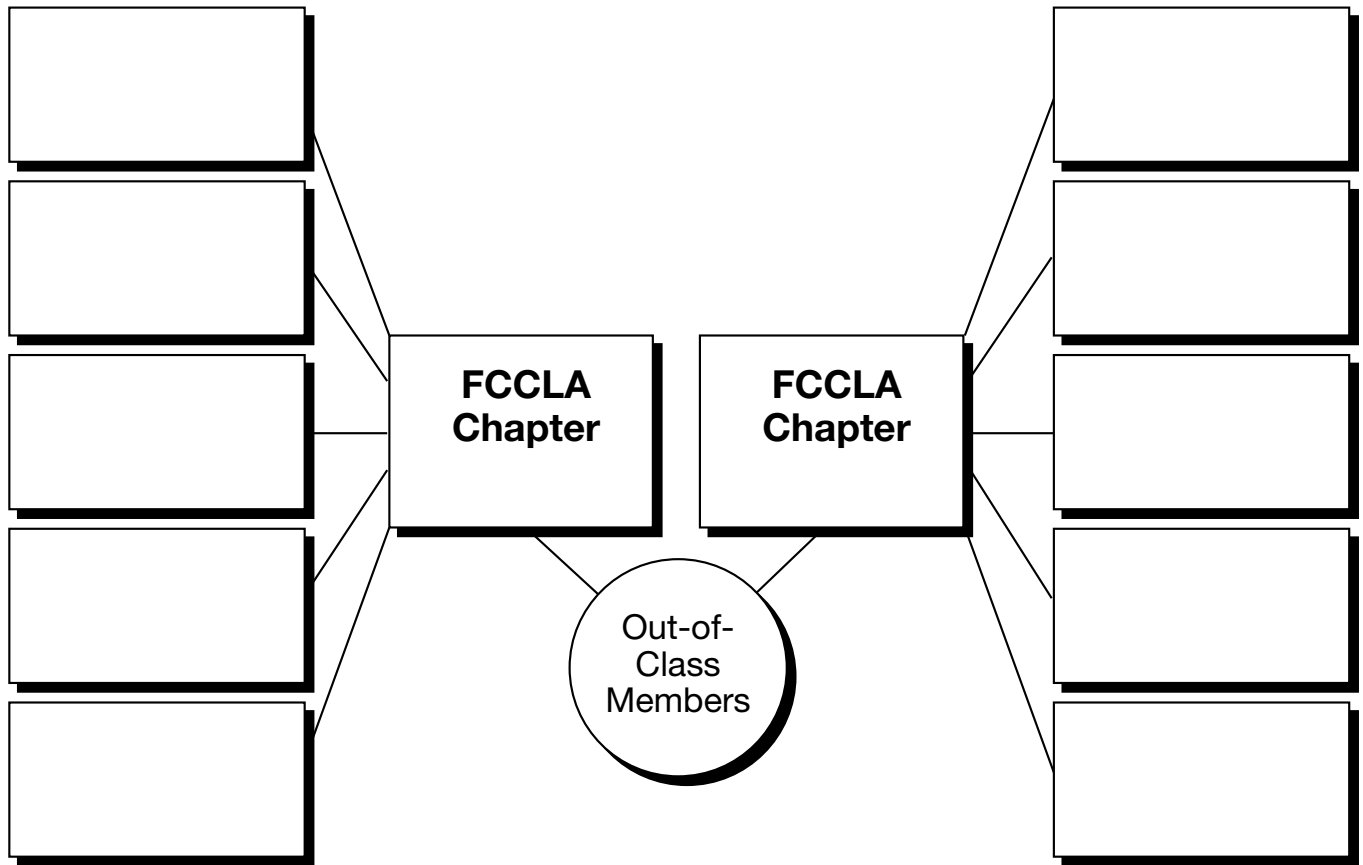 FCCLA
Chapter
FCCLA
Chapter
Out-of-
Class
Members